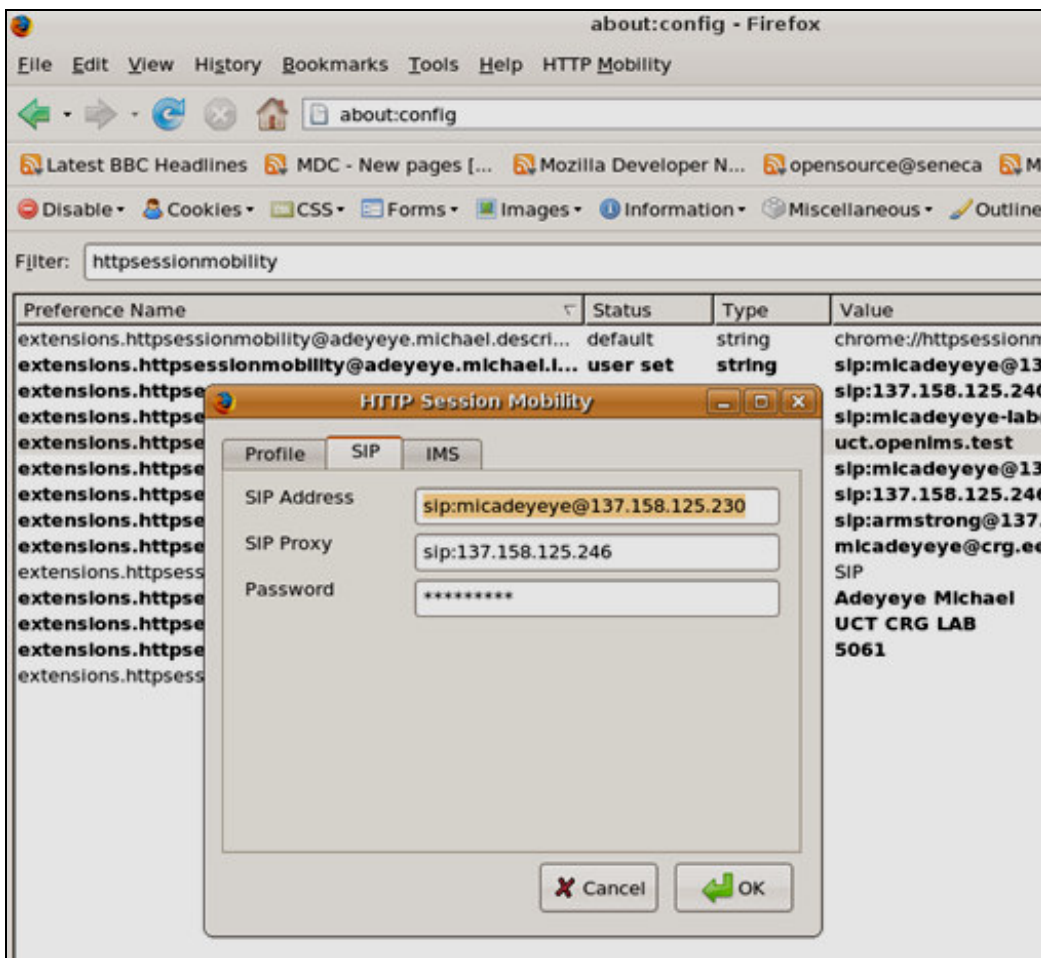 about:config - Firefox
File Edit View History Bookmarks Tools Help HTTP Mobility
about:config
Latest BBC Headlines MDC - New pages [... Mozilla Developer N... opensource@seneca M
Disable Cookies CSS Forms Images Information Miscellaneous Outline
Filter: httpsessionmobility
Preference Name Status Type Value
extensions.httpsessionmobility@adeyeye.michael.descri... default string chrome://httpsessionm
extensions.httpsessionmobility@adeyeye.michael.i... user set string sip:micadeyeye@13
extensions.httpse sip:137.158.125.246
extensions.httpse sip:micadeyeye-lab
extensions.httpse uct.openims.test
extensions.httpse sip:micadeyeye@13
extensions.httpse sip:137.158.125.246
extensions.httpse sip:armstrong@137.
extensions.httpse micadeyeye@crg.ee
extensions.httpsess SIP
extensions.httpse Adeyeye Michael
extensions.httpse UCT CRG LAB
extensions.httpse 5061
extensions.httpsess
HTTP Session Mobility
Profile SIP IMS
SIP Address sip:micadeyeye@137.158.125.230
SIP Proxy sip:137.158.125.246
Password *********
Cancel OK